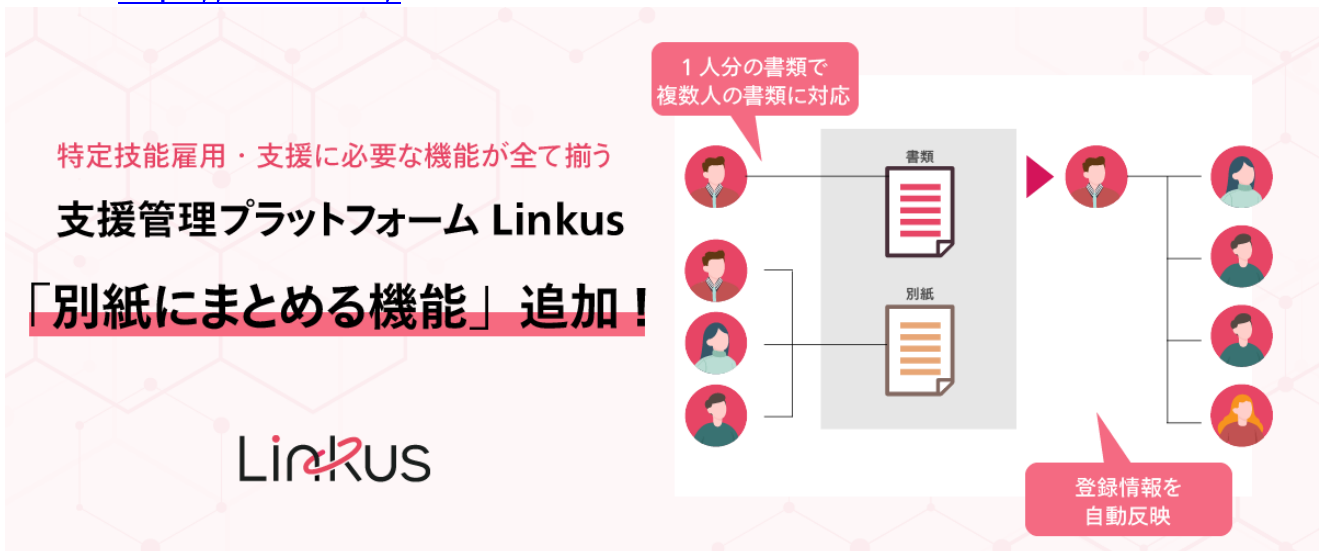 特定技能雇用・支援に必要な機能が全て揃う
支援管理プラットフォーム Linkus
「別紙にまとめる機能」追加！
Linkus
1人分の書類で
複数人の書類に対応
書類
別紙
登録情報を
自動反映